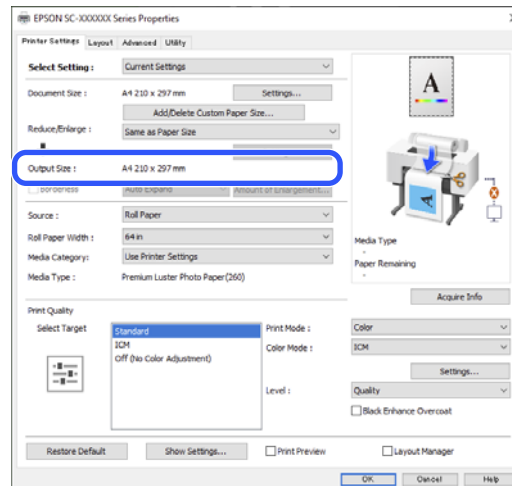 EPSON SC-XXXXXX Series Properties
Printer Settings Layout Advanced Utility
Select Setting : Current Settings
Document Size : A4 210 x 297 mm Settings...
Add/Delete Custom Paper Size...
Reduce/Enlarge : Same as Paper Size
Output Size : A4 210 x 297 mm
Borderless Auto Expand Amount of Enlargement...
Source : Roll Paper
Roll Paper Width : 64 in
Media Category: Use Printer Settings
Media Type : Premium Luster Photo Paper(260)
A
Media Type
-
Paper Remaining
-
Acquire Info
Print Quality
Select Target
Standard
ICM
Off (No Color Adjustment)
Print Mode : Color
Color Mode : ICM
Settings...
Level : Quality
Black Enhance Overcoat
Restore Default Show Settings... Print Preview Layout Manager
OK Cancel Help